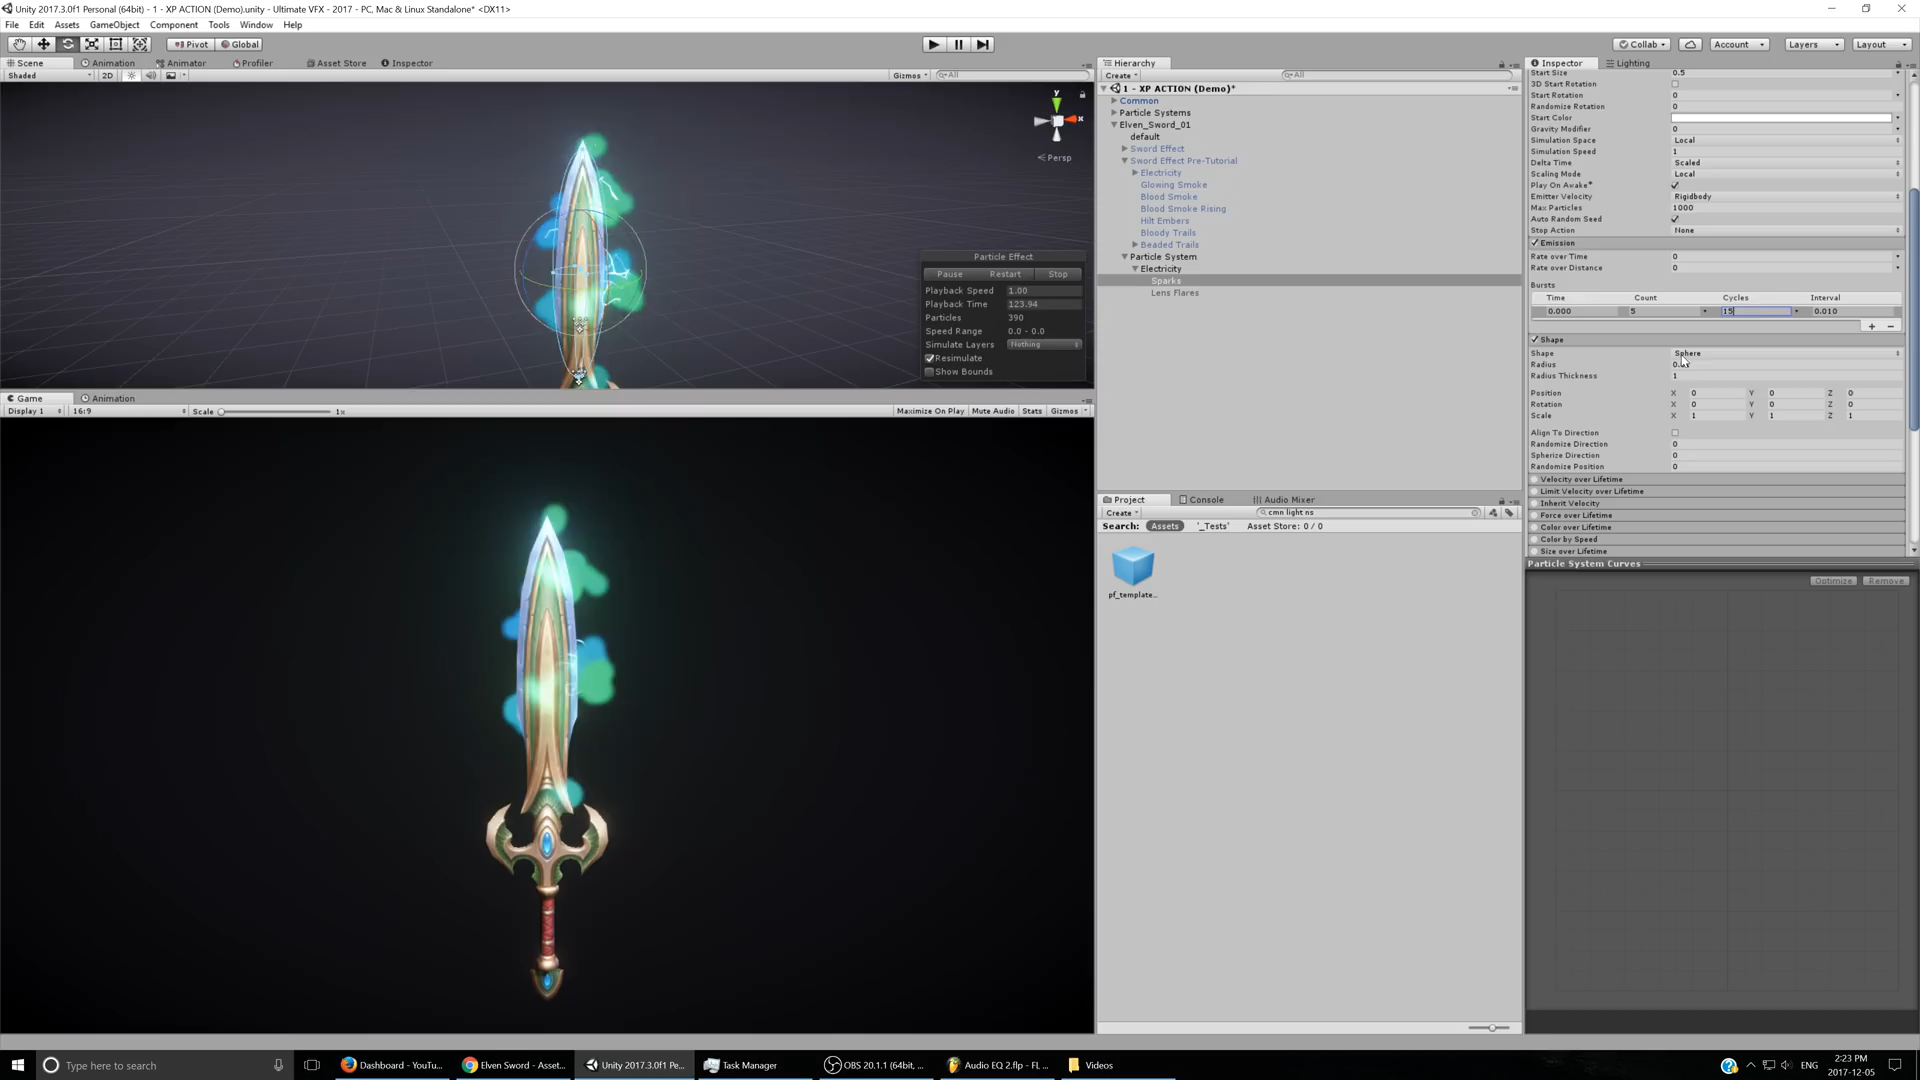 Unity 2017.3.0f1 Personal (64bit) - 1 - XP ACTION (Demo).unity - Ultimate VFX - 2017 - PC, Mac & Linux Standalone* <DX11>
File Edit Assets GameObject Component Tools Window Help
Pivot Global
Collab Account Layers Layout
Scene Animation Animator Profiler Asset Store Inspector
Shaded 2D Gizmos All
y
x
Persp
Particle Effect
Pause Restart Stop
Playback Speed 1.00
Playback Time 123.94
Particles 390
Speed Range 0.0 - 0.0
Simulate Layers Nothing
Resimulate
Show Bounds
Game Animation
Display 1 16:9 Scale 1x Maximize On Play Mute Audio Stats Gizmos
Hierarchy
Create All
1 - XP ACTION (Demo)*
Common
Particle Systems
Elven_Sword_01
default
Sword Effect
Sword Effect Pre-Tutorial
Electricity
Glowing Smoke
Blood Smoke
Blood Smoke Rising
Hilt Embers
Bloody Trails
Beaded Trails
Particle System
Electricity
Sparks
Lens Flares
Project Console Audio Mixer
Create cmn light ns
Search: Assets '_Tests' Asset Store: 0 / 0
pf_template...
Inspector Lighting
Start Size 0.5
3D Start Rotation
Start Rotation 0
Randomize Rotation 0
Start Color
Gravity Modifier 0
Simulation Space Local
Simulation Speed 1
Delta Time Scaled
Scaling Mode Local
Play On Awake*
Emitter Velocity Rigidbody
Max Particles 1000
Auto Random Seed
Stop Action None
Emission
Rate over Time 0
Rate over Distance 0
Bursts
Time Count Cycles Interval
0.000 5 15 0.010
Shape
Shape Sphere
Radius
Radius Thickness 1
Position X 0 Y 0 Z 0
Rotation X 0 Y 0 Z 0
Scale X 1 Y 1 Z 1
Align To Direction
Randomize Direction 0
Spherize Direction 0
Randomize Position 0
Velocity over Lifetime
Limit Velocity over Lifetime
Inherit Velocity
Force over Lifetime
Color over Lifetime
Color by Speed
Size over Lifetime
Particle System Curves
Optimize Remove
Type here to search
Dashboard - YouTu...
Elven Sword - Asset...
Unity 2017.3.0f1 Pe...
Task Manager
OBS 20.1.1 (64bit, ...
Audio EQ 2.flp - FL ...
Videos
ENG
2:23 PM
2017-12-05